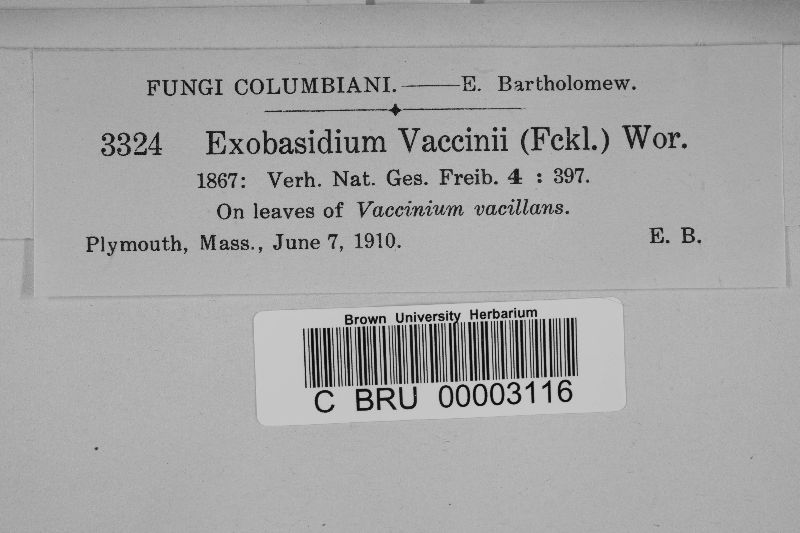 FUNGI COLUMBIANI.——E. Bartholomew.
3324 Exobasidium Vaccinii (Fckl.) Wor.
1867: Verh. Nat. Ges. Freib. 4 : 397.
On leaves of Vaccinium vacillans.
Plymouth, Mass., June 7, 1910. E. B.
Brown University Herbarium
C BRU 00003116